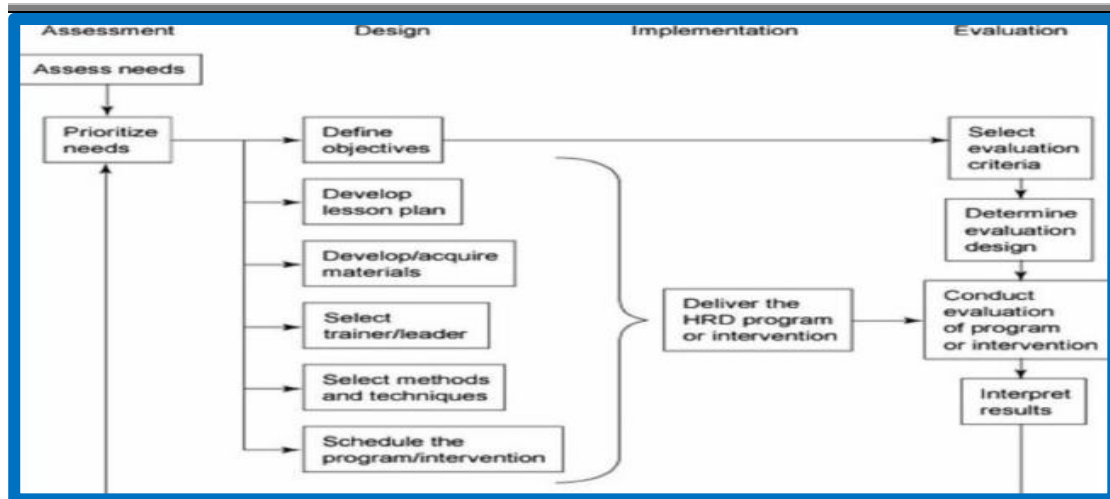 Assessment
Design
Implementation
Evaluation
Assess needs
Prioritize
needs
Define
objectives
Develop
lesson plan
Develop/acquire
materials
Select
trainer/leader
Select methods
and techniques
Schedule the
program/intervention
Deliver the
HRD program
or intervention
Select
evaluation
criteria
Determine
evaluation
design
Conduct
evaluation
of program
or intervention
Interpret
results